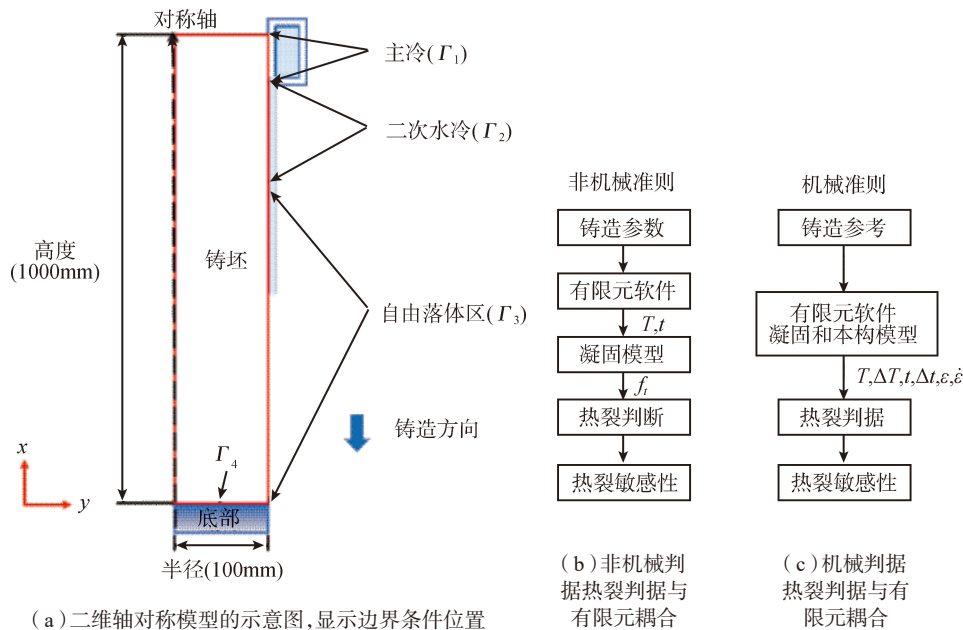 对称轴
主冷(Γ1)
二次水冷(Γ2)
高度
(1000mm)
铸坯
自由落体区(Γ3)
铸造方向
x
y
Γ4
底部
半径(100mm)
(a)二维轴对称模型的示意图,显示边界条件位置
非机械准则
铸造参数
有限元软件
T,t
凝固模型
ft
热裂判断
热裂敏感性
(b)非机械判
据热裂判据与
有限元耦合
机械准则
铸造参考
有限元软件
凝固和本构模型
T,ΔT,t,Δt,ε,ε̇
热裂判据
热裂敏感性
(c)机械判据
热裂判据与有
限元耦合